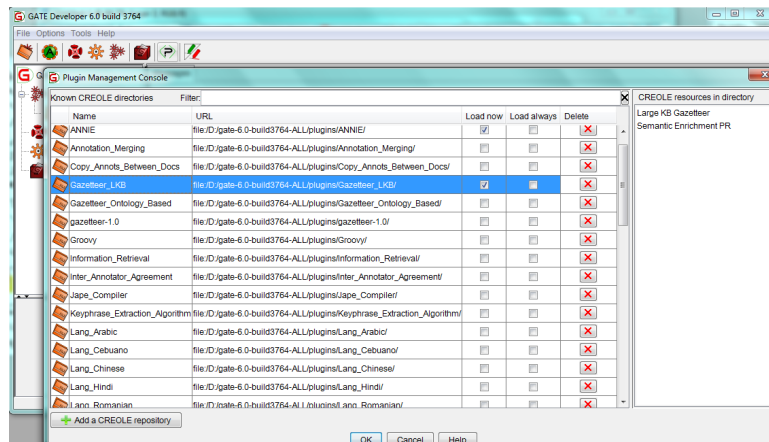 GATE Developer 6.0 build 3764
File Options Tools Help
Plugin Management Console
Known CREOLE directories Filter: CREOLE resources in directory
Name URL Load now Load always Delete
Large KB Gazetteer
Semantic Enrichment PR
ANNIE file:/D:/gate-6.0-build3764-ALL/plugins/ANNIE/
Annotation_Merging file:/D:/gate-6.0-build3764-ALL/plugins/Annotation_Merging/
Copy_Annots_Between_Docs file:/D:/gate-6.0-build3764-ALL/plugins/Copy_Annots_Between_Docs/
Gazetteer_LKB file:/D:/gate-6.0-build3764-ALL/plugins/Gazetteer_LKB/
Gazetteer_Ontology_Based file:/D:/gate-6.0-build3764-ALL/plugins/Gazetteer_Ontology_Based/
gazetteer-1.0 file:/D:/gate-6.0-build3764-ALL/plugins/gazetteer-1.0/
Groovy file:/D:/gate-6.0-build3764-ALL/plugins/Groovy/
Information_Retrieval file:/D:/gate-6.0-build3764-ALL/plugins/Information_Retrieval/
Inter_Annotator_Agreement file:/D:/gate-6.0-build3764-ALL/plugins/Inter_Annotator_Agreement/
Jape_Compiler file:/D:/gate-6.0-build3764-ALL/plugins/Jape_Compiler/
Keyphrase_Extraction_Algorithm file:/D:/gate-6.0-build3764-ALL/plugins/Keyphrase_Extraction_Algorithm/
Lang_Arabic file:/D:/gate-6.0-build3764-ALL/plugins/Lang_Arabic/
Lang_Cebuano file:/D:/gate-6.0-build3764-ALL/plugins/Lang_Cebuano/
Lang_Chinese file:/D:/gate-6.0-build3764-ALL/plugins/Lang_Chinese/
Lang_Hindi file:/D:/gate-6.0-build3764-ALL/plugins/Lang_Hindi/
Lang_Romanian file:/D:/gate-6.0-build3764-ALL/plugins/Lang_Romanian/
Add a CREOLE repository
OK Cancel Help